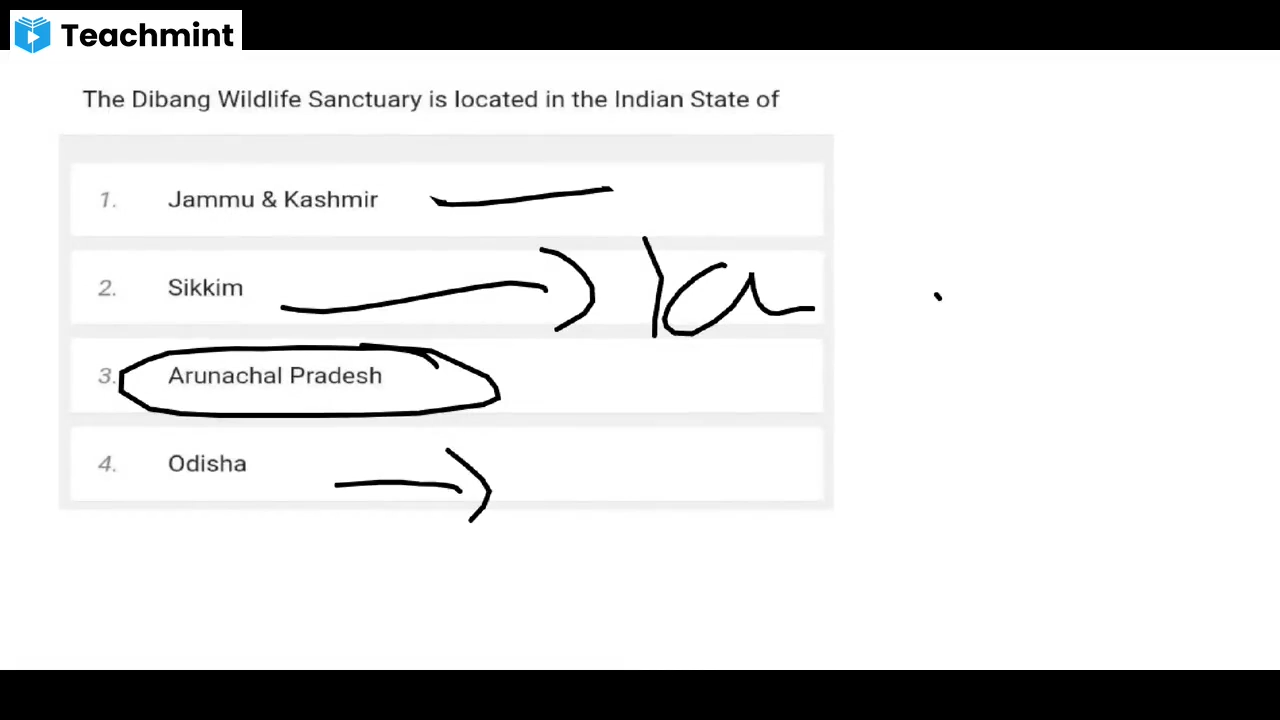 Teachmint
The Dibang Wildlife Sanctuary is located in the Indian State of
1. Jammu & Kashmir
2. Sikkim
3. Arunachal Pradesh
4. Odisha